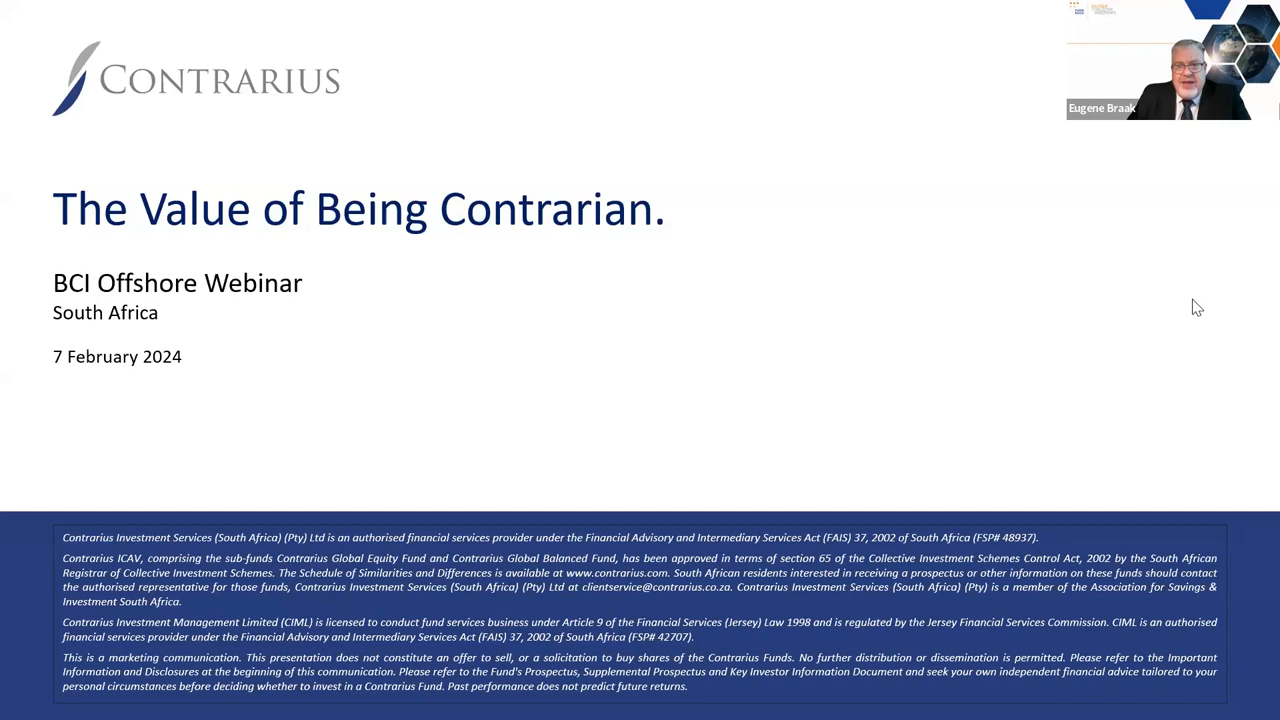 CONTRARIUS
Eugene Braak
The Value of Being Contrarian.
BCI Offshore Webinar
South Africa
7 February 2024
Contrarius Investment Services (South Africa) (Pty) Ltd is an authorised financial services provider under the Financial Advisory and Intermediary Services Act (FAIS) 37, 2002 of South Africa (FSP# 48937).
Contrarius ICAV, comprising the sub-funds Contrarius Global Equity Fund and Contrarius Global Balanced Fund, has been approved in terms of section 65 of the Collective Investment Schemes Control Act, 2002 by the South African
Registrar of Collective Investment Schemes. The Schedule of Similarities and Differences is available at www.contrarius.com. South African residents interested in receiving a prospectus or other information on these funds should contact
the authorised representative for those funds, Contrarius Investment Services (South Africa) (Pty) Ltd at clientservice@contrarius.co.za. Contrarius Investment Services (South Africa) (Pty) is a member of the Association for Savings &
Investment South Africa.
Contrarius Investment Management Limited (CIML) is licensed to conduct fund services business under Article 9 of the Financial Services (Jersey) Law 1998 and is regulated by the Jersey Financial Services Commission. CIML is an authorised
financial services provider under the Financial Advisory and Intermediary Services Act (FAIS) 37, 2002 of South Africa (FSP# 42707).
This is a marketing communication. This presentation does not constitute an offer to sell, or a solicitation to buy shares of the Contrarius Funds. No further distribution or dissemination is permitted. Please refer to the Important
Information and Disclosures at the beginning of this communication. Please refer to the Fund's Prospectus, Supplemental Prospectus and Key Investor Information Document and seek your own independent financial advice tailored to your
personal circumstances before deciding whether to invest in a Contrarius Fund. Past performance does not predict future returns.